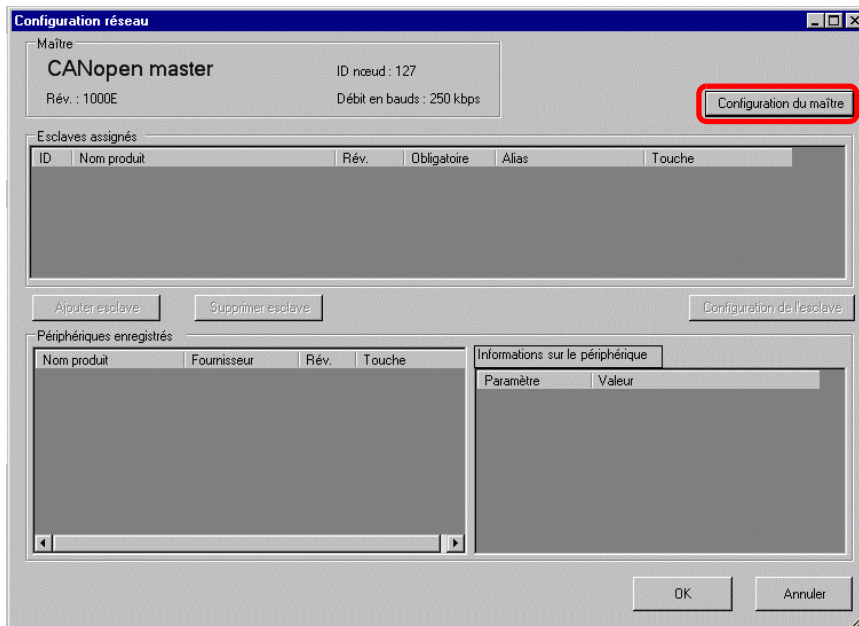 Configuration réseau
Maître
CANopen master
ID nœud : 127
Rév. : 1000E
Débit en bauds : 250 kbps
Configuration du maître
Esclaves assignés
ID Nom produit Rév. Obligatoire Alias Touche
Ajouter esclave Supprimer esclave Configuration de l'esclave
Périphériques enregistrés
Nom produit Fournisseur Rév. Touche
Informations sur le périphérique
Paramètre Valeur
OK Annuler